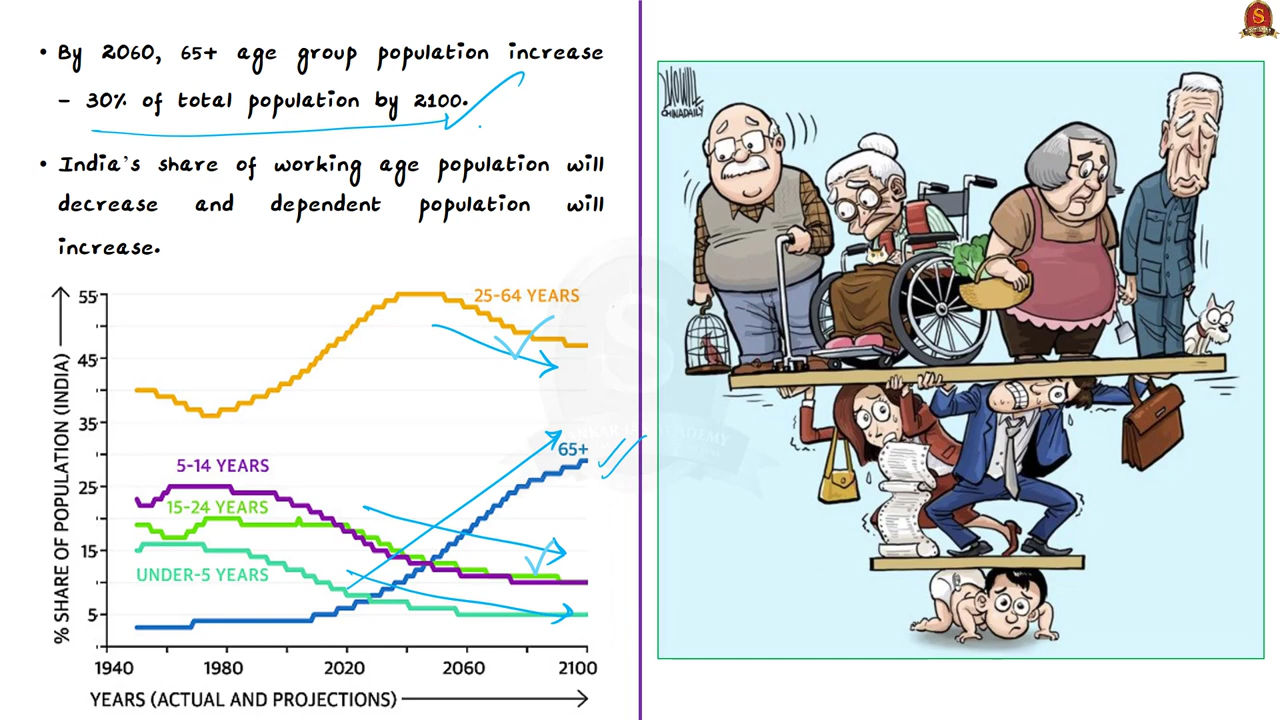 • By 2060, 65+ age group population increase
- 30% of total population by 2100.
• India's share of working age population will
decrease and dependent population will
increase.
% SHARE OF POPULATION (INDIA)
55
45
35
25
15
5
25-64 YEARS
65+
5-14 YEARS
15-24 YEARS
UNDER-5 YEARS
1940
1980
2020
2060
2100
YEARS (ACTUAL AND PROJECTIONS)
CHINADAILY